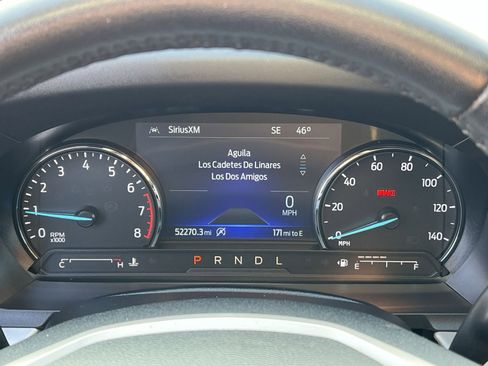 SiriusXM SE 46°
Aguila
Los Cadetes De Linares
Los Dos Amigos
0
MPH
52270.3 mi 171 mi to E
0 1 2 3 4 5 6 7 8
RPM
x1000
0 20 40 60 80 100 120 140
MPH
BRAKE
C H
P R N D L
E F